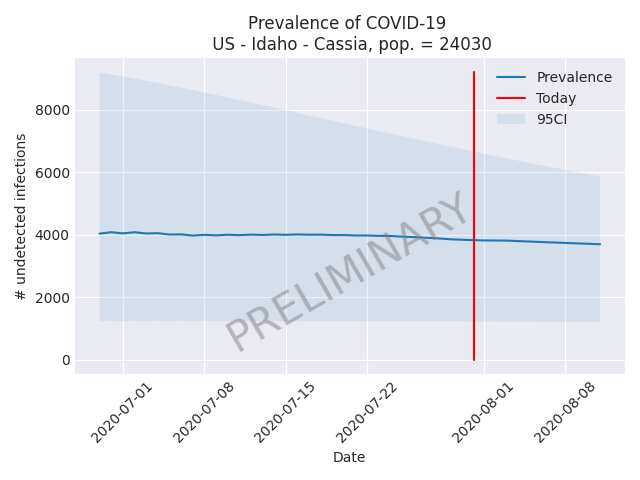 Prevalence of COVID-19
US - Idaho - Cassia, pop. = 24030
Prevalence
Today
95CI
# undetected infections
8000
6000
4000
2000
0
PRELIMINARY
2020-07-01
2020-07-08
2020-07-15
2020-07-22
2020-08-01
2020-08-08
Date